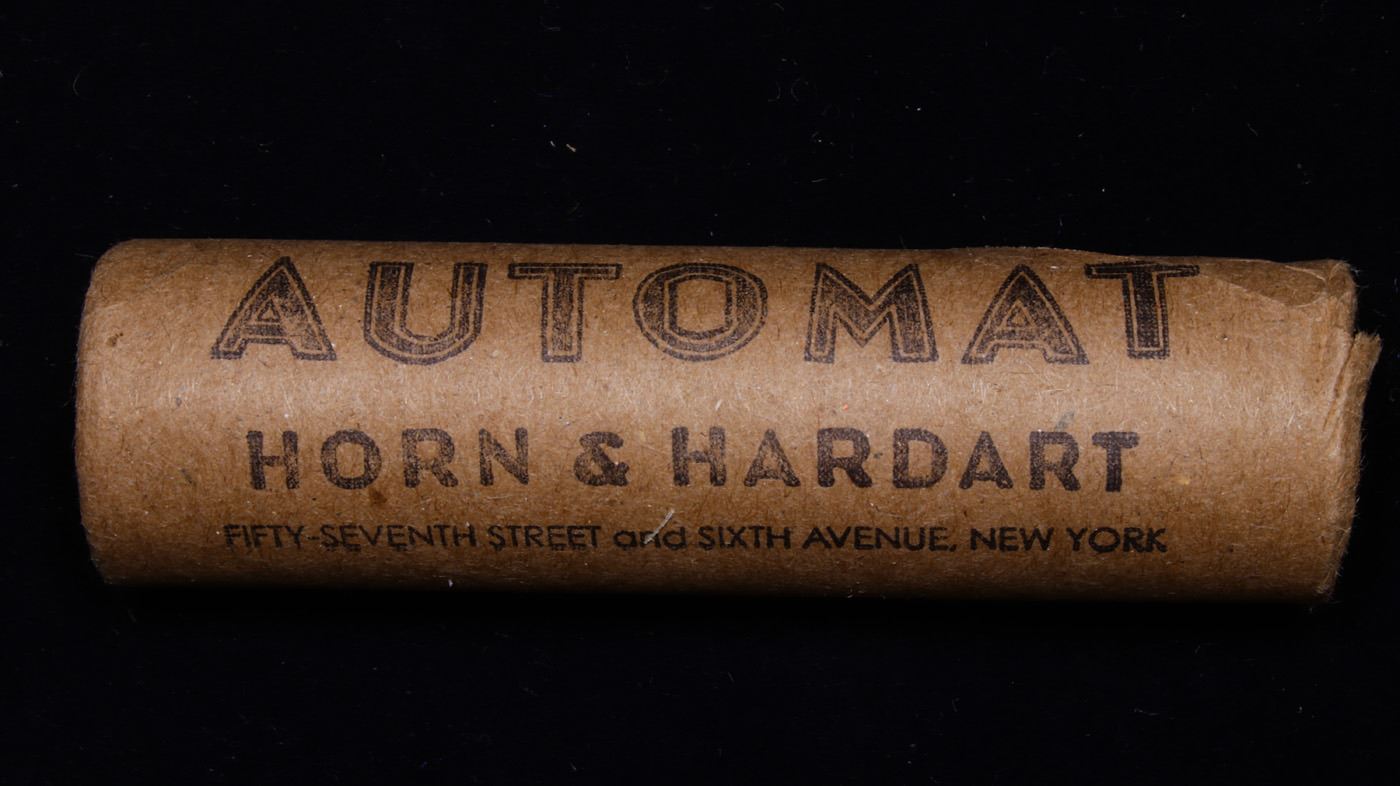 AUTOMAT
HORN & HARDART
FIFTY-SEVENTH STREET and SIXTH AVENUE, NEW YORK